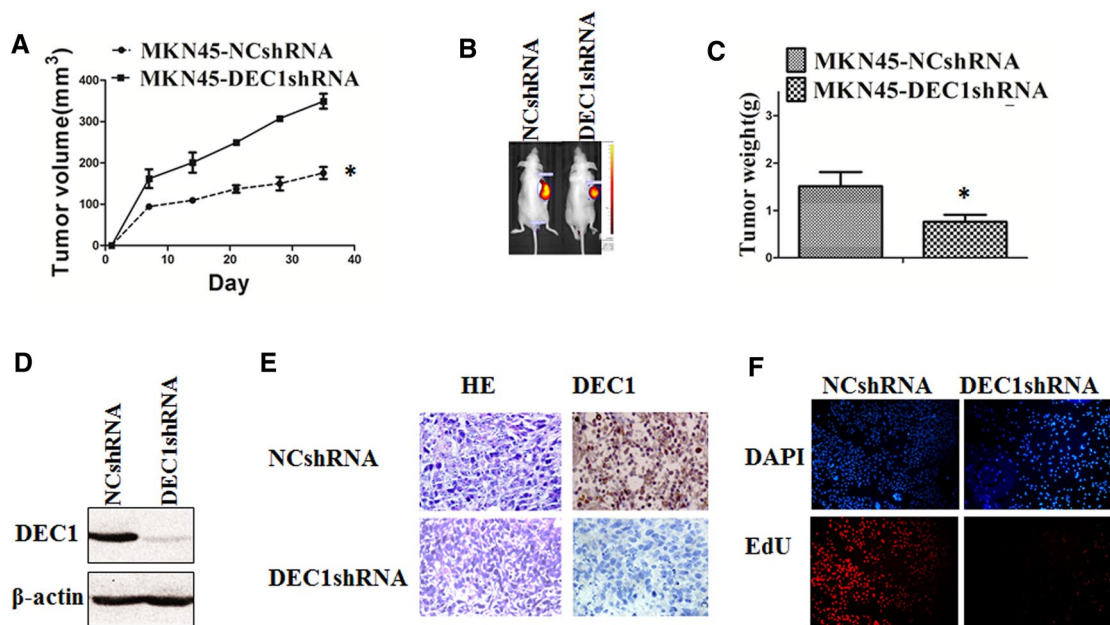 A
MKN45-NCshRNA
MKN45-DEC1shRNA
Tumor volume(mm³)
400
300
200
100
0
0 10 20 30 40
Day
*
B
NCshRNA
DEC1shRNA
C
MKN45-NCshRNA
MKN45-DEC1shRNA
Tumor weight(g)
3
2
1
0
*
D
NCshRNA
DEC1shRNA
DEC1
β-actin
E
HE DEC1
NCshRNA
DEC1shRNA
F
NCshRNA DEC1shRNA
DAPI
EdU